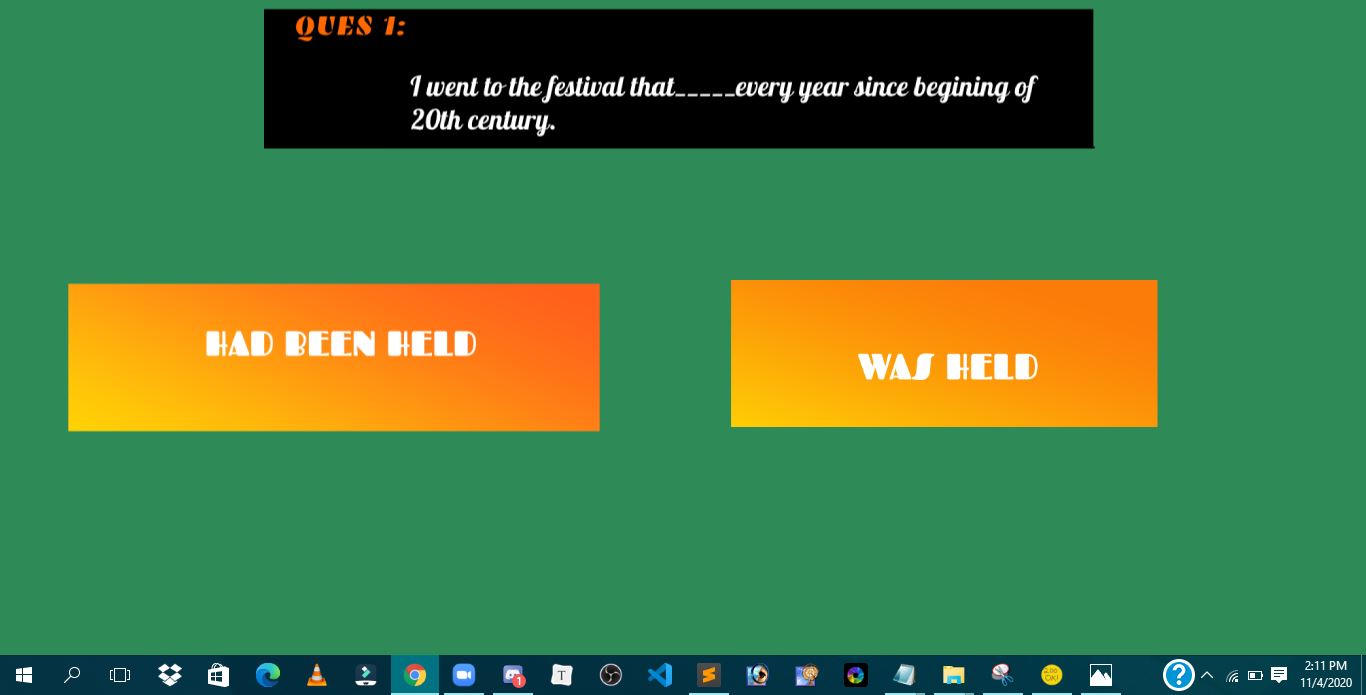 QUES 1:
I went to the festival that_____every year since begining of
20th century.
HAD BEEN HELD
WAS HELD
2:11 PM
11/4/2020